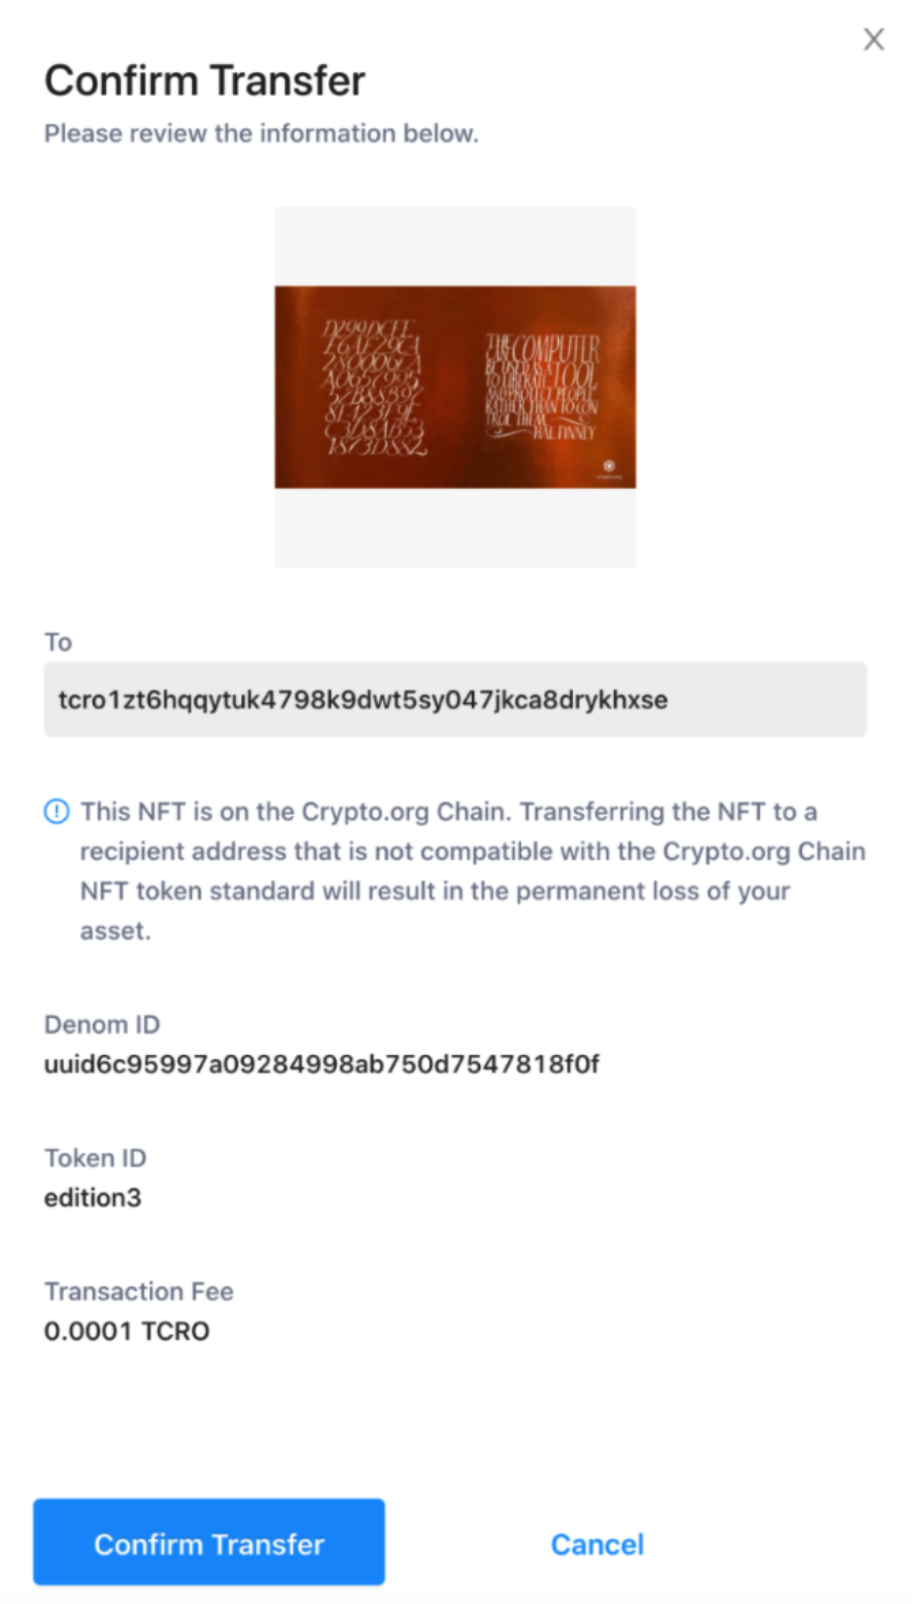 Confirm Transfer
Please review the information below.
THE COMPUTER
CAN BE USED AS A TOOL
TO LIBERATE
AND PROTECT PEOPLE
RATHER THAN TO CON
TROL THEM
HAL FINNEY
To
tcro1zt6hqqytuk4798k9dwt5sy047jkca8drykhxse
This NFT is on the Crypto.org Chain. Transferring the NFT to a
recipient address that is not compatible with the Crypto.org Chain
NFT token standard will result in the permanent loss of your
asset.
Denom ID
uuid6c95997a09284998ab750d7547818f0f
Token ID
edition3
Transaction Fee
0.0001 TCRO
Confirm Transfer
Cancel